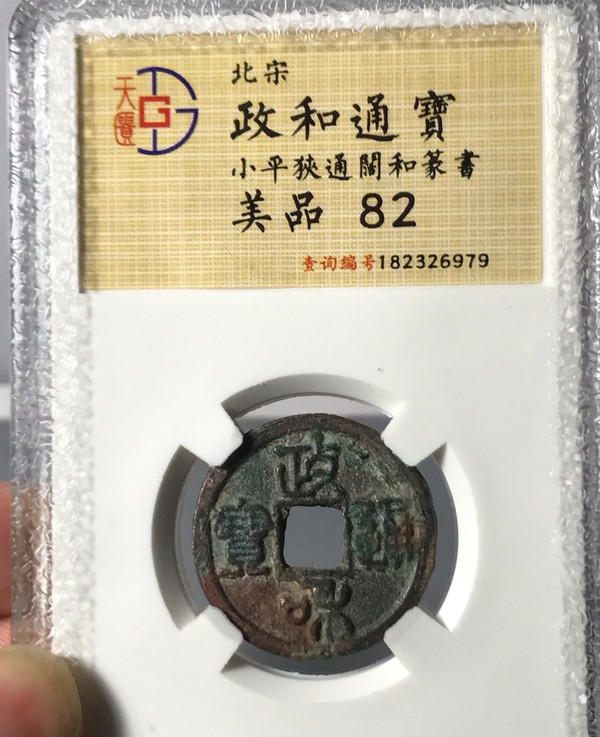 天鑒
北宋
政和通寶
小平狹通闊和篆書
美品 82
查询编号182326979
政
寶 通
和